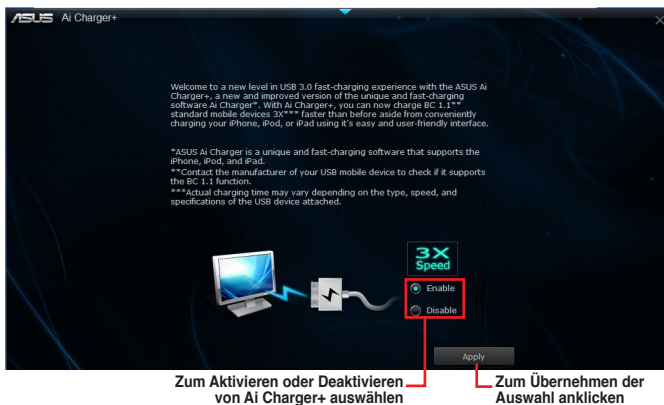 ASUS Ai Charger+
Welcome to a new level in USB 3.0 fast-charging experience with the ASUS Ai
Charger+, a new and improved version of the unique and fast-charging
software Ai Charger*. With Ai Charger+, you can now charge BC 1.1**
standard mobile devices 3X*** faster than before aside from conveniently
charging your iPhone, iPod, or iPad using it's easy and user-friendly interface.
*ASUS Ai Charger is a unique and fast-charging software that supports the
iPhone, iPod, and iPad.
**Contact the manufacturer of your USB mobile device to check if it supports
the BC 1.1 function.
***Actual charging time may vary depending on the type, speed, and
specifications of the USB device attached.
3X
Speed
Enable
Disable
Apply
Zum Aktivieren oder Deaktivieren
von Ai Charger+ auswählen
Zum Übernehmen der
Auswahl anklicken